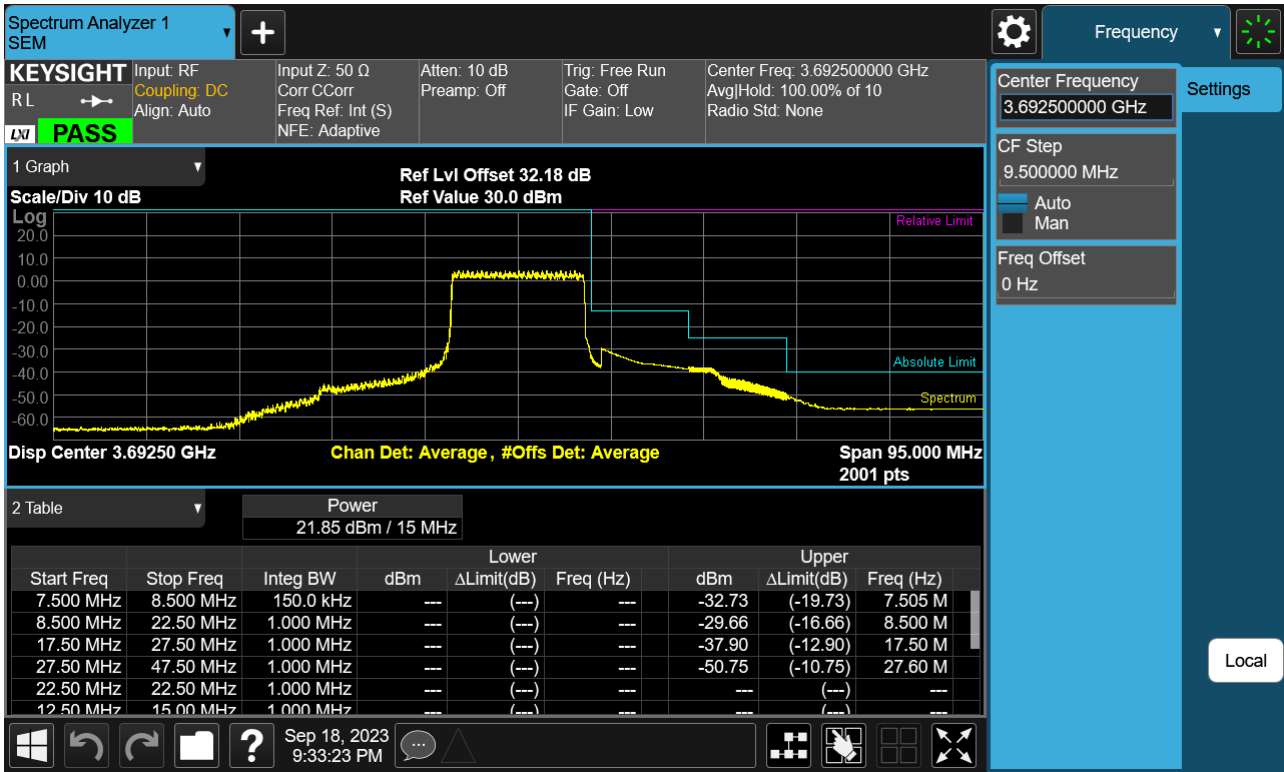 Spectrum Analyzer 1
SEM
Frequency
KEYSIGHT
R L
LXI
PASS
Input: RF
Coupling: DC
Align: Auto
Input Z: 50 Ω
Corr CCorr
Freq Ref: Int (S)
NFE: Adaptive
Atten: 10 dB
Preamp: Off
Trig: Free Run
Gate: Off
IF Gain: Low
Center Freq: 3.692500000 GHz
Avg|Hold: 100.00% of 10
Radio Std: None
Center Frequency
3.692500000 GHz
Settings
CF Step
9.500000 MHz
Auto
Man
Freq Offset
0 Hz
Local
1 Graph
Ref Lvl Offset 32.18 dB
Scale/Div 10 dB Ref Value 30.0 dBm
Log
20.0
10.0
0.00
-10.0
-20.0
-30.0
-40.0
-50.0
-60.0
Relative Limit
Absolute Limit
Spectrum
Disp Center 3.69250 GHz Chan Det: Average, #Offs Det: Average Span 95.000 MHz
2001 pts
2 Table
Power
21.85 dBm / 15 MHz
Lower Upper
Start Freq Stop Freq Integ BW dBm ΔLimit(dB) Freq (Hz) dBm ΔLimit(dB) Freq (Hz)
7.500 MHz 8.500 MHz 150.0 kHz --- (---) --- -32.73 (-19.73) 7.505 M
8.500 MHz 22.50 MHz 1.000 MHz --- (---) --- -29.66 (-16.66) 8.500 M
17.50 MHz 27.50 MHz 1.000 MHz --- (---) --- -37.90 (-12.90) 17.50 M
27.50 MHz 47.50 MHz 1.000 MHz --- (---) --- -50.75 (-10.75) 27.60 M
22.50 MHz 22.50 MHz 1.000 MHz --- (---) --- --- (---) ---
12.50 MHz 15.00 MHz 1.000 MHz --- (---) --- --- (---) ---
?
Sep 18, 2023
9:33:23 PM